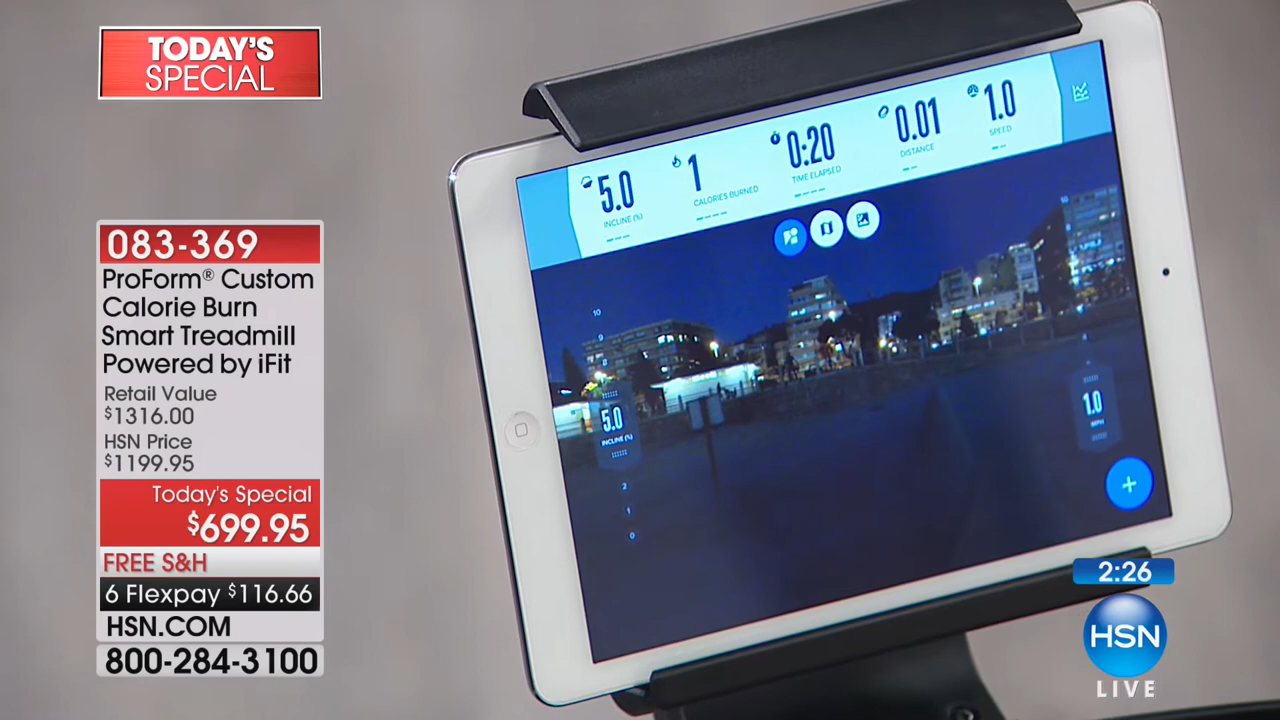 TODAY'S
SPECIAL
083-369
ProForm® Custom
Calorie Burn
Smart Treadmill
Powered by iFit
Retail Value
$1316.00
HSN Price
$1199.95
Today's Special
$699.95
FREE S&H
6 Flexpay $116.66
HSN.COM
800-284-3100
5.0
INCLINE (%)
1
CALORIES BURNED
0:20
TIME ELAPSED
0.01
DISTANCE
1.0
SPEED
10
9
8
5.0
INCLINE (%)
2
1
0
10
1.0
MPH
+
2:26
HSN
LIVE